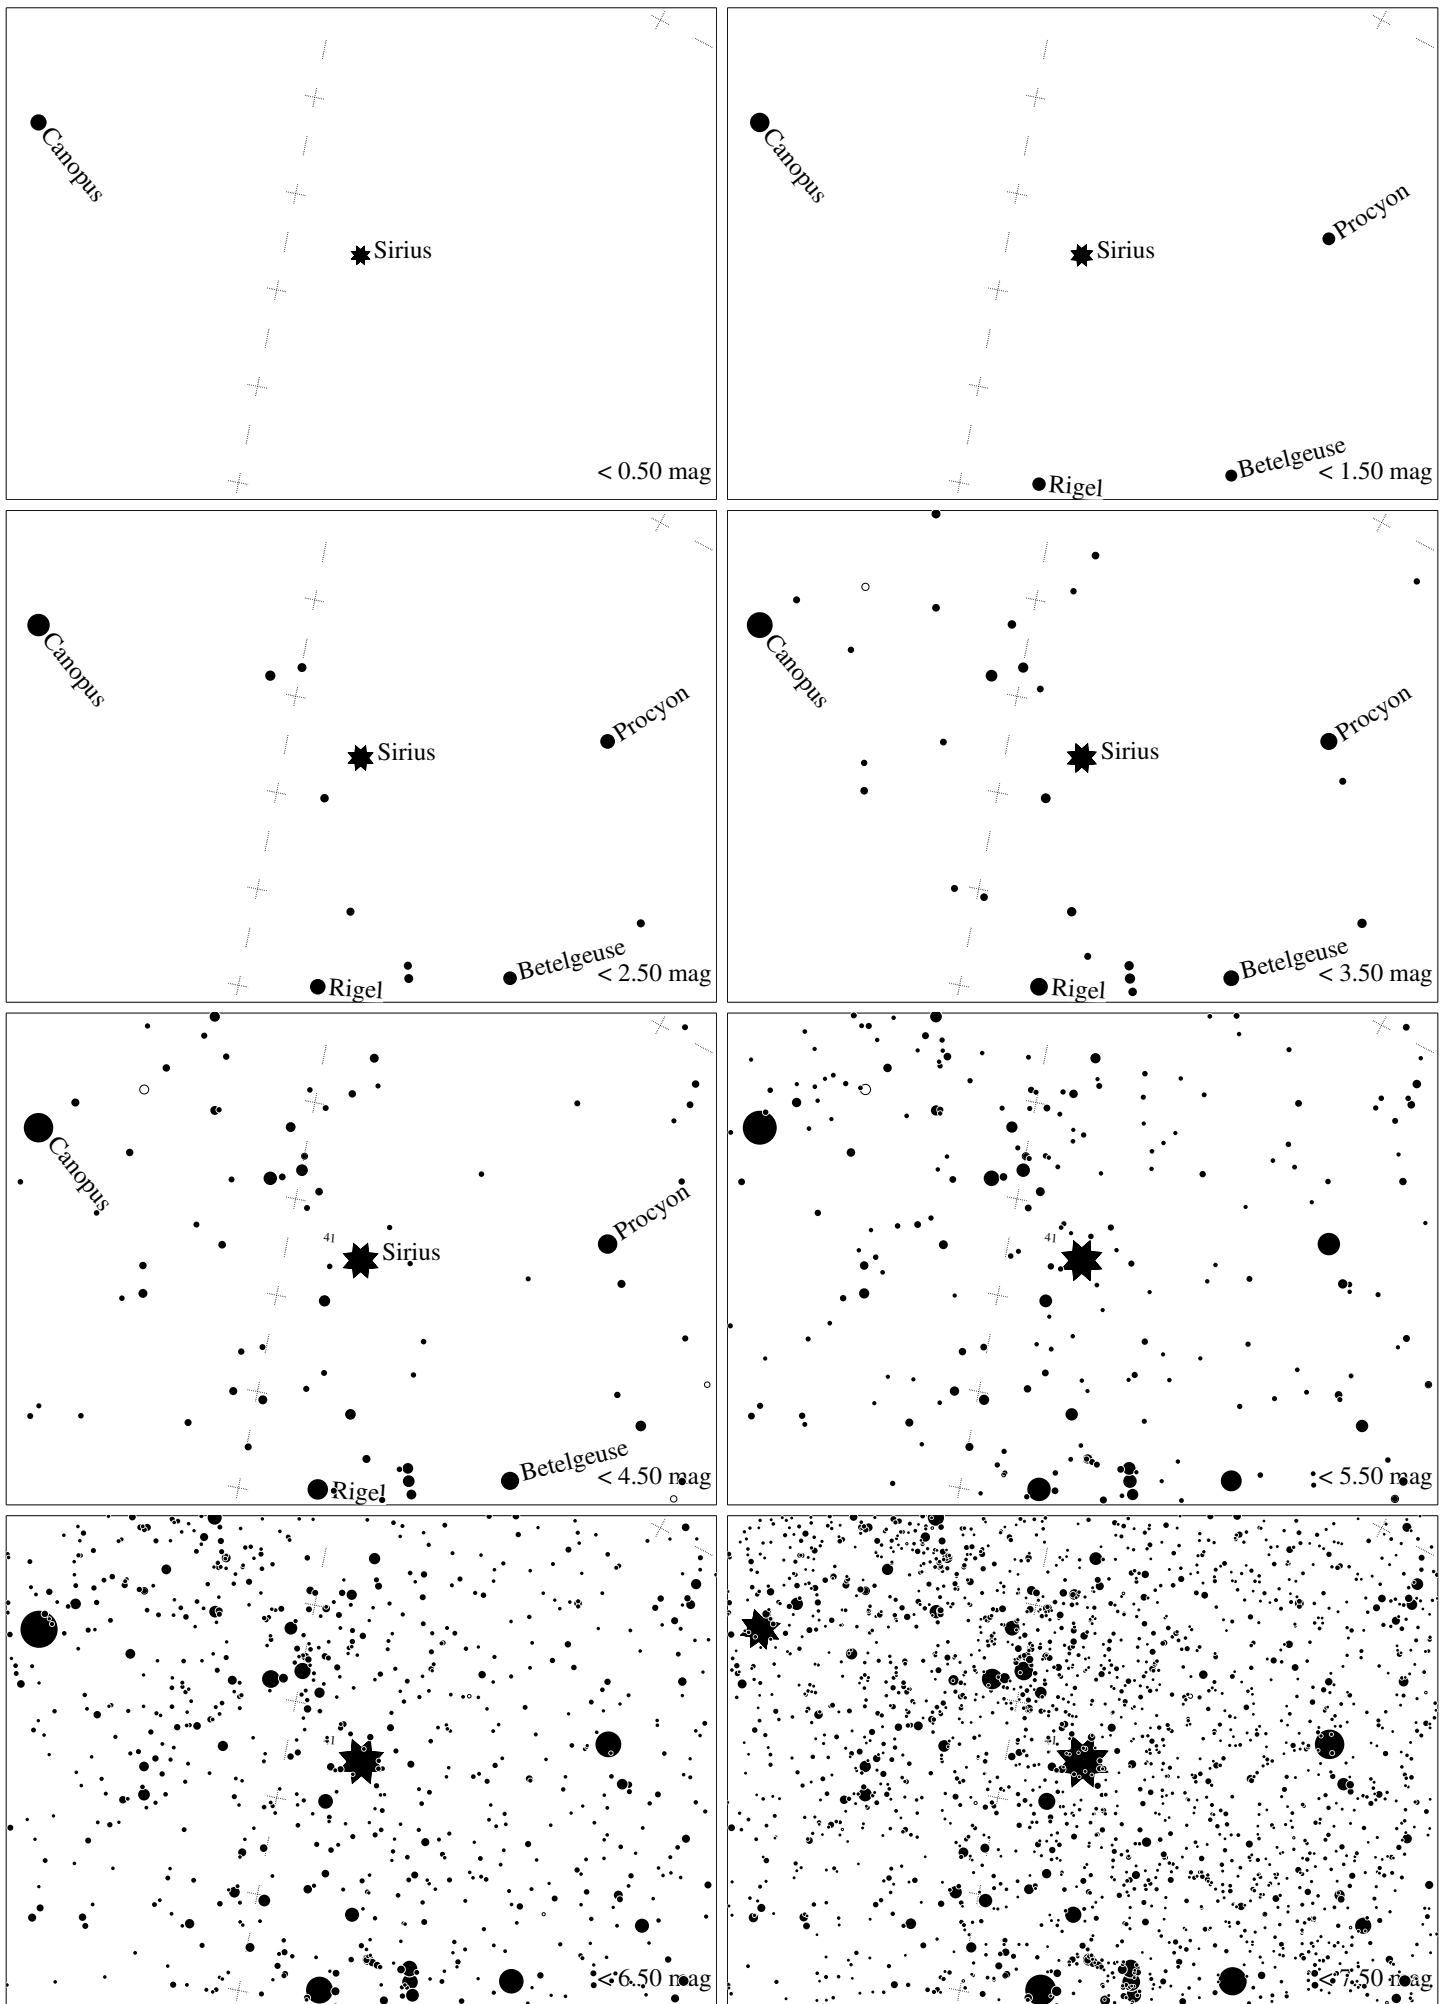 Canopus
Sirius
< 0.50 mag
Canopus
Procyon
Sirius
Betelgeuse
< 1.50 mag
Rigel
Canopus
Procyon
Sirius
Betelgeuse
< 2.50 mag
Rigel
Canopus
Procyon
Sirius
Betelgeuse
< 3.50 mag
Rigel
Canopus
Procyon
41
Sirius
Betelgeuse
< 4.50 mag
Rigel
41
< 5.50 mag
41
< 6.50 mag
41
< 7.50 mag